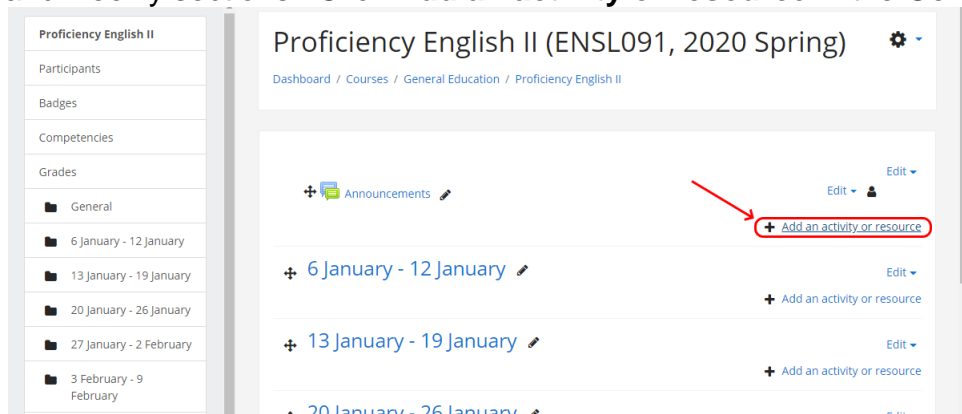 Proficiency English II
Participants
Badges
Competencies
Grades
General
6 January - 12 January
13 January - 19 January
20 January - 26 January
27 January - 2 February
3 February - 9
February
Proficiency English II (ENSL091, 2020 Spring)
Dashboard / Courses / General Education / Proficiency English II
Edit
Announcements
Edit
Add an activity or resource
6 January - 12 January
Edit
Add an activity or resource
13 January - 19 January
Edit
Add an activity or resource
20 January - 26 January